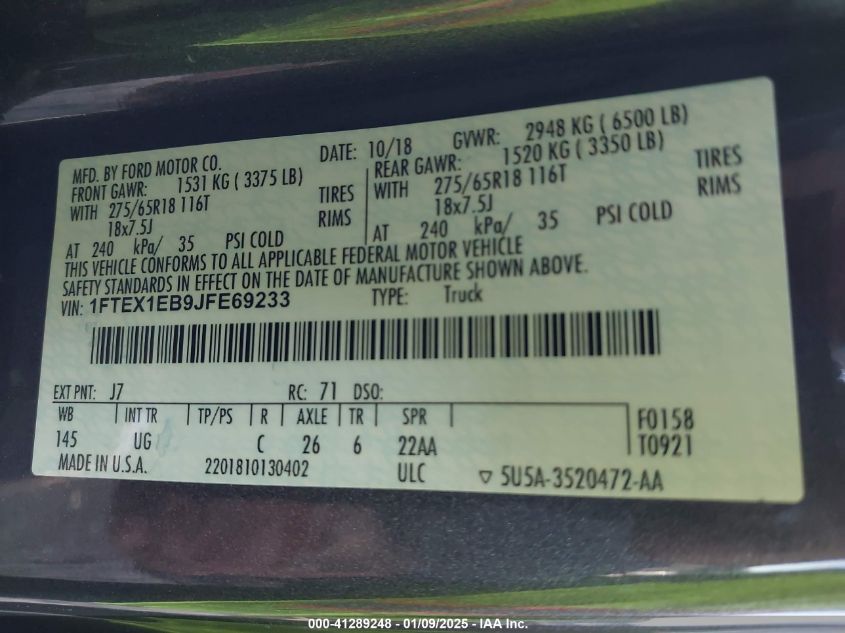 MFD. BY FORD MOTOR CO. DATE: 10/18 GVWR: 2948 KG ( 6500 LB)
FRONT GAWR: 1531 KG ( 3375 LB) REAR GAWR: 1520 KG ( 3350 LB)
WITH 275/65R18 116T TIRES WITH 275/65R18 116T TIRES
18x7.5J RIMS 18x7.5J RIMS
AT 240 kPa/ 35 PSI COLD AT 240 kPa/ 35 PSI COLD
THIS VEHICLE CONFORMS TO ALL APPLICABLE FEDERAL MOTOR VEHICLE
SAFETY STANDARDS IN EFFECT ON THE DATE OF MANUFACTURE SHOWN ABOVE.
VIN: 1FTEX1EB9JFE69233 TYPE: Truck
EXT PNT: J7 RC: 71 DSO:
WB INT TR TP/PS R AXLE TR SPR F0158
145 UG C 26 6 22AA T0921
MADE IN U.S.A. 2201810130402 ULC ▽ 5U5A-3520472-AA
000-41289248 - 01/09/2025 - IAA Inc.